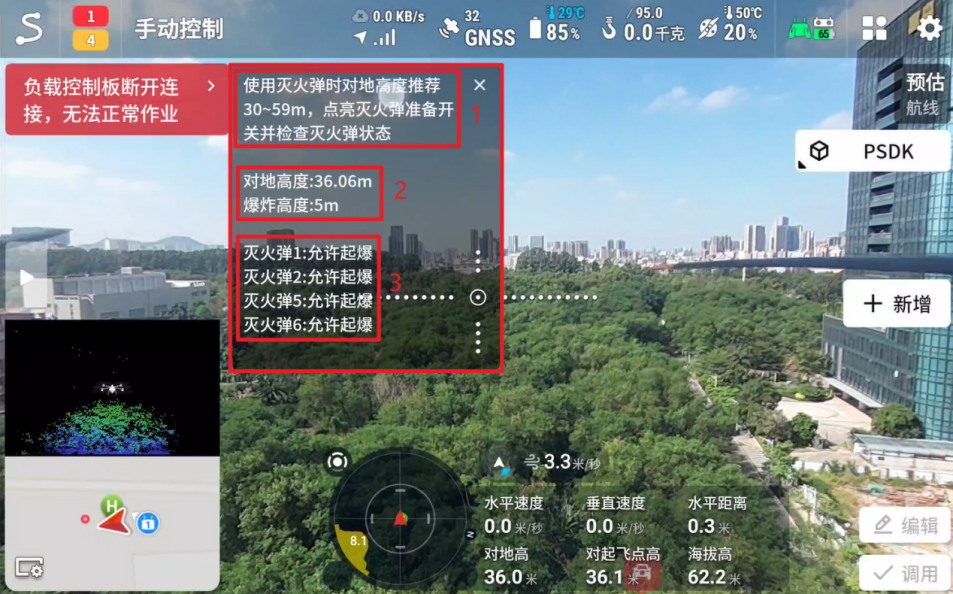 1
4
手动控制
0.0 KB/s
32
GNSS
29℃
85%
/95.0
0.0千克
50℃
20%
65
负载控制板断开连
接，无法正常作业
使用灭火弹时对地高度推荐
30~59m，点亮灭火弹准备开
关并检查灭火弹状态
1
对地高度:36.06m
爆炸高度:5m
2
灭火弹1:允许起爆
灭火弹2:允许起爆
灭火弹5:允许起爆
灭火弹6:允许起爆
3
预估
航线
PSDK
新增
H
1
8.1
N
3.3米/秒
水平速度
0.0米/秒
垂直速度
0.0米/秒
水平距离
0.3米
对地高
36.0米
对起飞点高
36.1米
海拔高
62.2米
编辑
调用